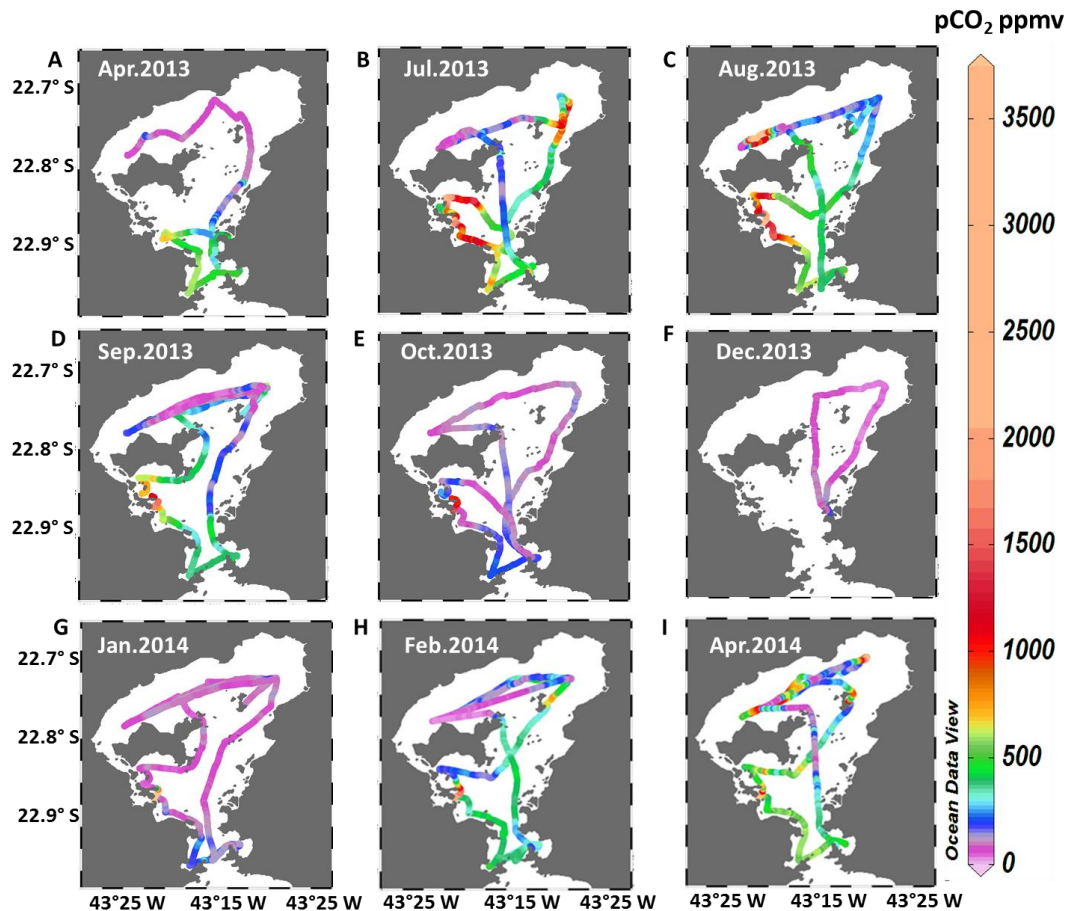 pCO₂ ppmv
A
Apr.2013
B
Jul.2013
C
Aug.2013
22.7° S
22.8° S
22.9° S
D
Sep.2013
E
Oct.2013
F
Dec.2013
22.7° S
22.8° S
22.9° S
G
Jan.2014
H
Feb.2014
I
Apr.2014
22.7° S
22.8° S
22.9° S
43°25 W 43°15 W 43°25 W
43°25 W 43°15 W 43°25 W
43°25 W 43°15 W 43°25 W
3500
3000
2500
2000
1500
1000
500
0
Ocean Data View